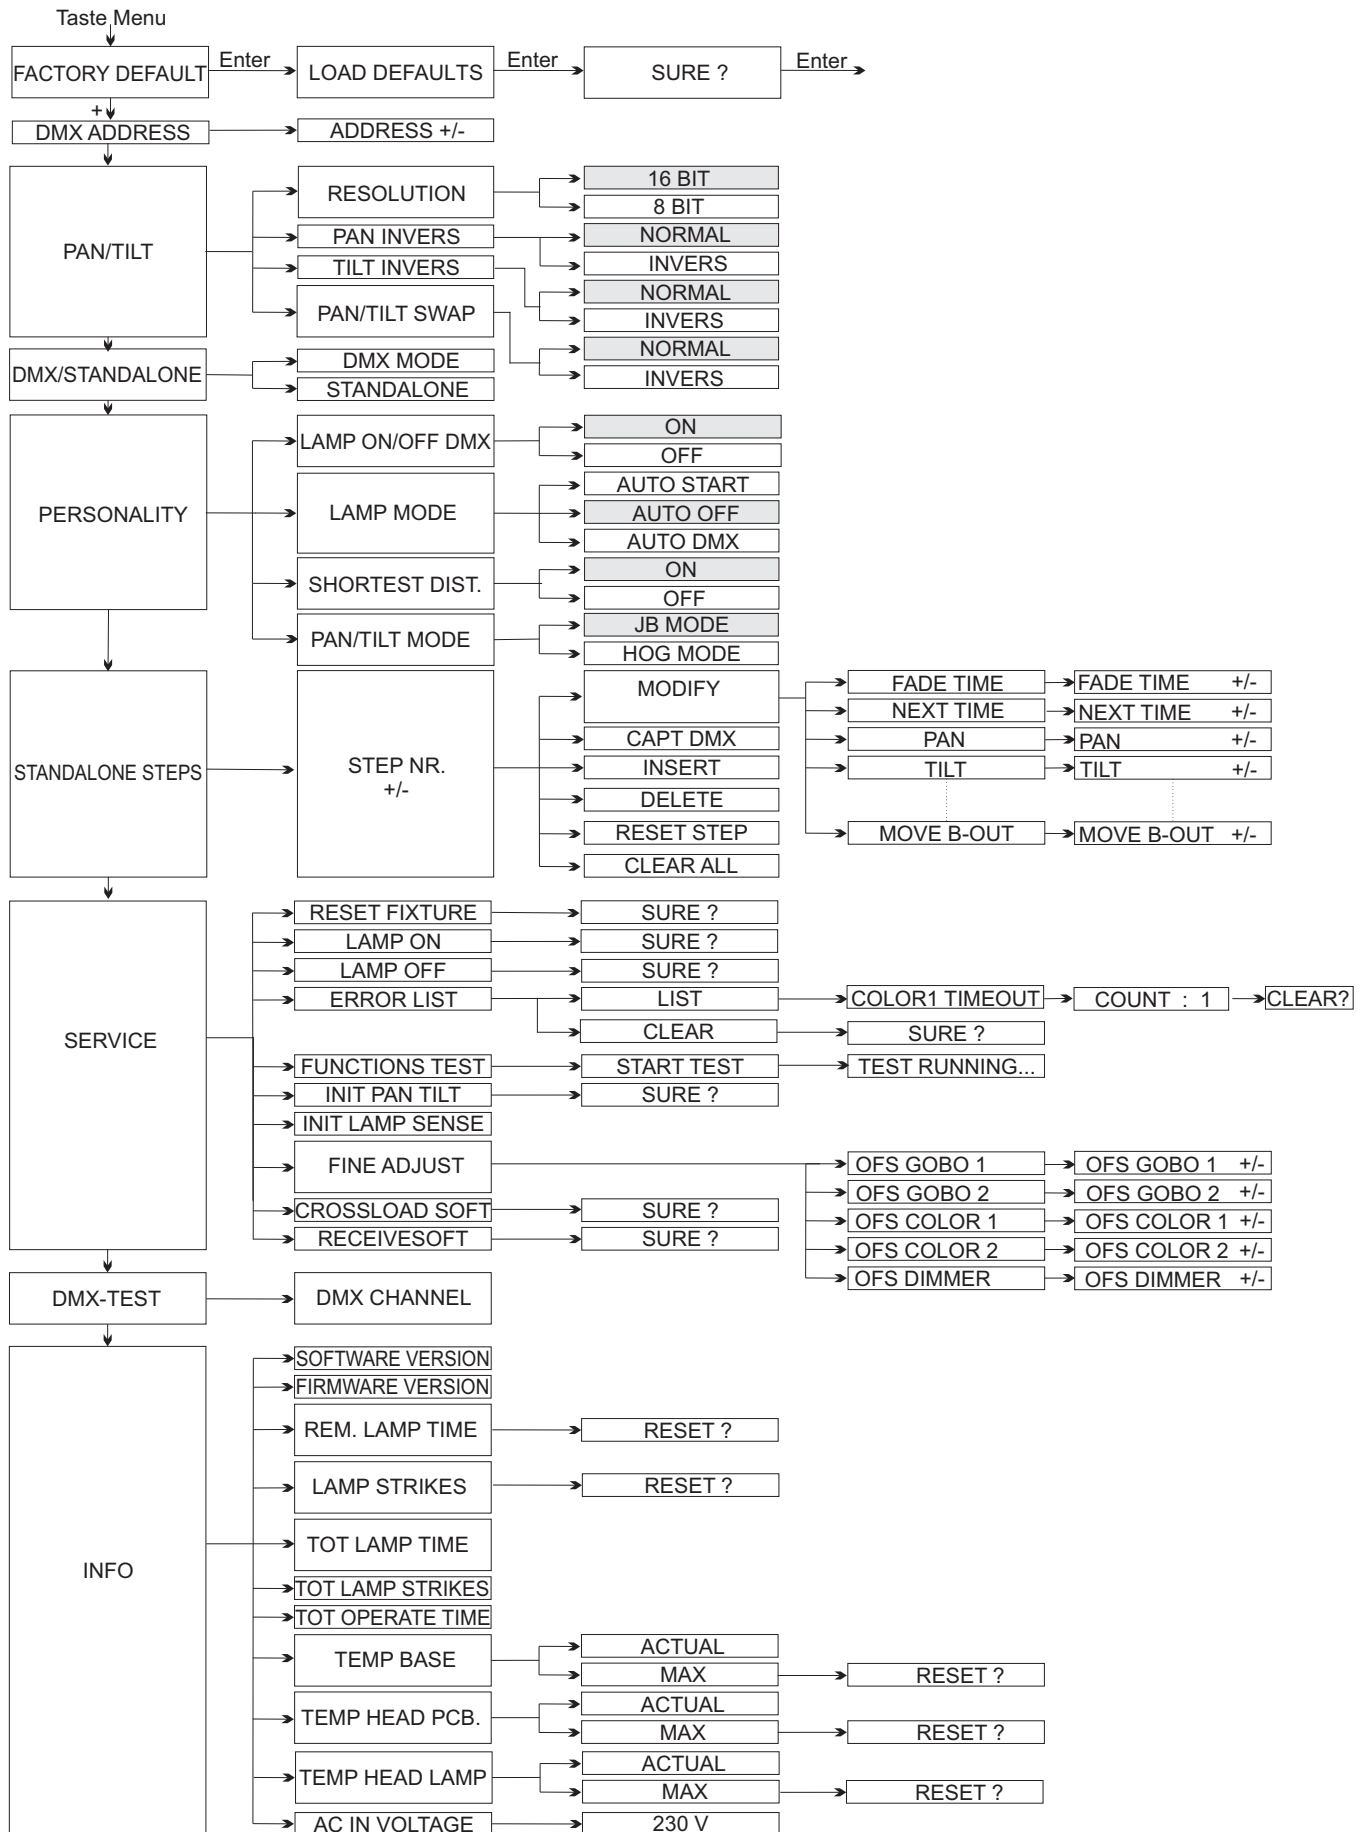 Taste Menu
FACTORY DEFAULT
Enter
LOAD DEFAULTS
Enter
SURE ?
Enter
+
DMX ADDRESS
ADDRESS +/-
PAN/TILT
RESOLUTION
16 BIT
8 BIT
PAN INVERS
NORMAL
INVERS
TILT INVERS
NORMAL
INVERS
PAN/TILT SWAP
NORMAL
INVERS
DMX/STANDALONE
DMX MODE
STANDALONE
PERSONALITY
LAMP ON/OFF DMX
ON
OFF
LAMP MODE
AUTO START
AUTO OFF
AUTO DMX
SHORTEST DIST.
ON
OFF
PAN/TILT MODE
JB MODE
HOG MODE
STANDALONE STEPS
STEP NR.
+/-
MODIFY
FADE TIME
FADE TIME +/-
NEXT TIME
NEXT TIME +/-
PAN
PAN +/-
TILT
TILT +/-
MOVE B-OUT
MOVE B-OUT +/-
CAPT DMX
INSERT
DELETE
RESET STEP
CLEAR ALL
SERVICE
RESET FIXTURE
SURE ?
LAMP ON
SURE ?
LAMP OFF
SURE ?
ERROR LIST
LIST
COLOR1 TIMEOUT
COUNT : 1
CLEAR?
CLEAR
SURE ?
FUNCTIONS TEST
START TEST
TEST RUNNING...
INIT PAN TILT
SURE ?
INIT LAMP SENSE
FINE ADJUST
OFS GOBO 1
OFS GOBO 1 +/-
OFS GOBO 2
OFS GOBO 2 +/-
OFS COLOR 1
OFS COLOR 1 +/-
OFS COLOR 2
OFS COLOR 2 +/-
OFS DIMMER
OFS DIMMER +/-
CROSSLOAD SOFT
SURE ?
RECEIVESOFT
SURE ?
DMX-TEST
DMX CHANNEL
INFO
SOFTWARE VERSION
FIRMWARE VERSION
REM. LAMP TIME
RESET ?
LAMP STRIKES
RESET ?
TOT LAMP TIME
TOT LAMP STRIKES
TOT OPERATE TIME
TEMP BASE
ACTUAL
MAX
RESET ?
TEMP HEAD PCB.
ACTUAL
MAX
RESET ?
TEMP HEAD LAMP
ACTUAL
MAX
RESET ?
AC IN VOLTAGE
230 V